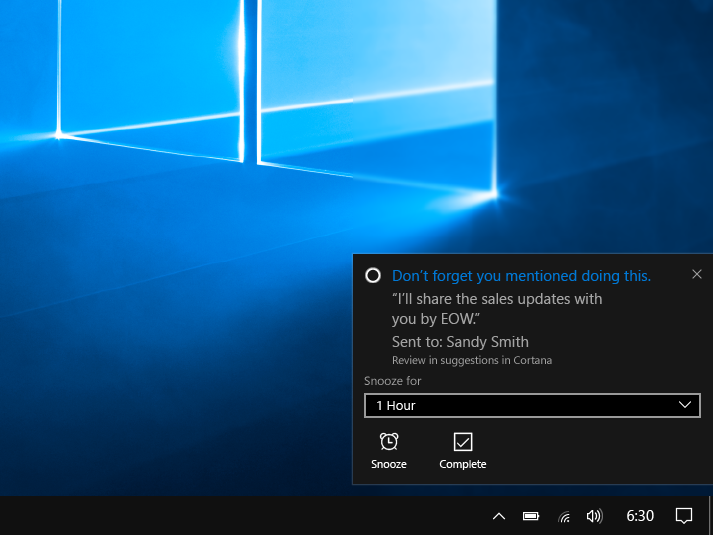 Don't forget you mentioned doing this.
“I'll share the sales updates with
you by EOW.”
Sent to: Sandy Smith
Review in suggestions in Cortana
Snooze for
1 Hour
Snooze Complete
6:30